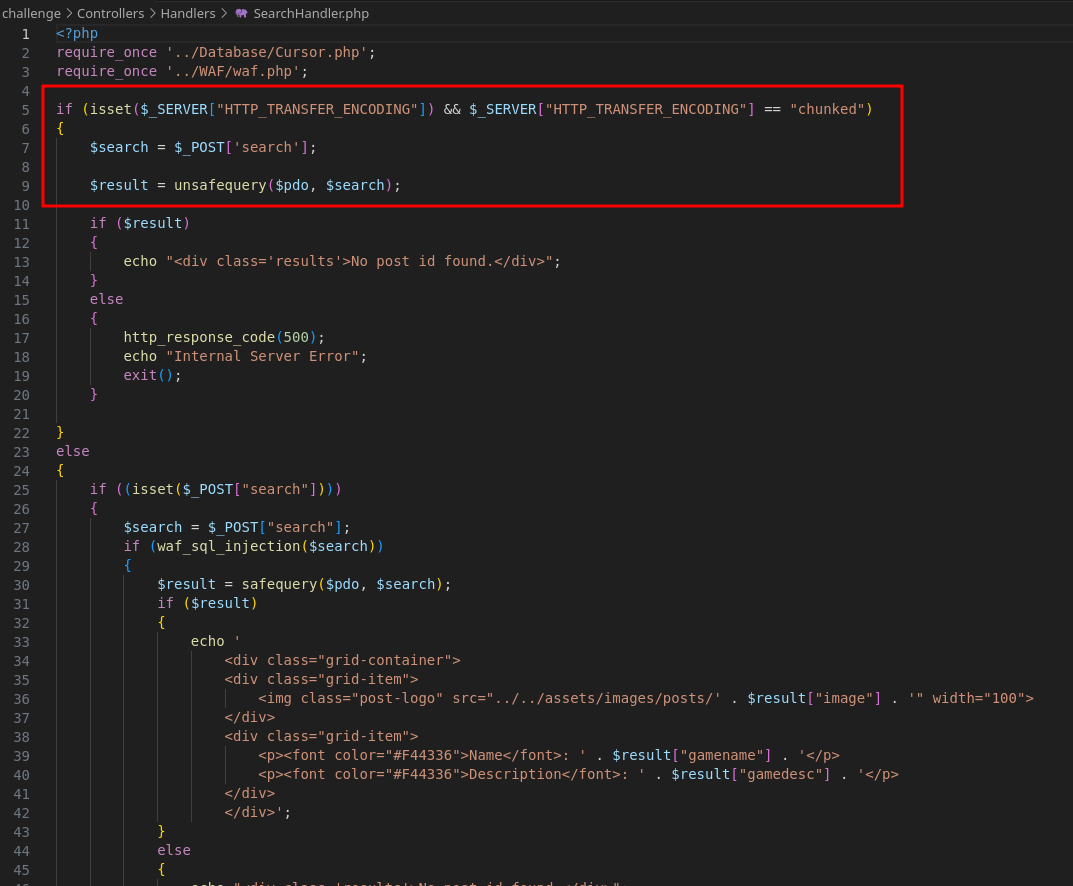 challenge > Controllers > Handlers > SearchHandler.php
1 <?php
2 require_once '../Database/Cursor.php';
3 require_once '../WAF/waf.php';
4
5 if (isset($_SERVER["HTTP_TRANSFER_ENCODING"]) && $_SERVER["HTTP_TRANSFER_ENCODING"] == "chunked")
6 {
7 $search = $_POST['search'];
8
9 $result = unsafequery($pdo, $search);
10
11 if ($result)
12 {
13 echo "<div class='results'>No post id found.</div>";
14 }
15 else
16 {
17 http_response_code(500);
18 echo "Internal Server Error";
19 exit();
20 }
21
22 }
23 else
24 {
25 if ((isset($_POST["search"])))
26 {
27 $search = $_POST["search"];
28 if (waf_sql_injection($search))
29 {
30 $result = safequery($pdo, $search);
31 if ($result)
32 {
33 echo '
34 <div class="grid-container">
35 <div class="grid-item">
36 <img class="post-logo" src="../../assets/images/posts/' . $result["image"] . '" width="100">
37 </div>
38 <div class="grid-item">
39 <p><font color="#F44336">Name</font>: ' . $result["gamename"] . '</p>
40 <p><font color="#F44336">Description</font>: ' . $result["gamedesc"] . '</p>
41 </div>
42 </div>';
43 }
44 else
45 {